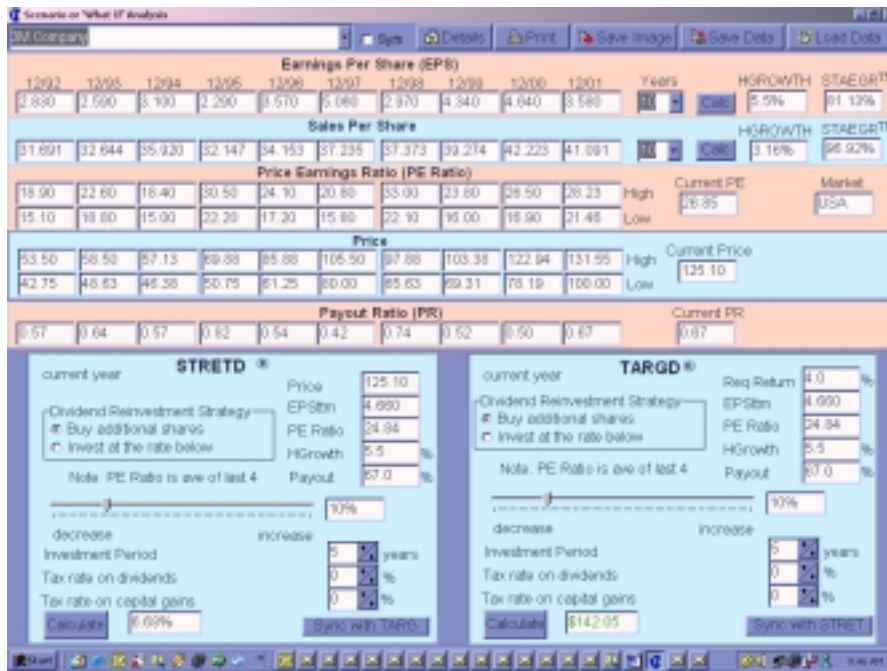 Scenario or "What If" Analysis
3M Company Sym Details Print Save Image Save Data Load Data
Earnings Per Share (EPS)
12/92 12/93 12/94 12/95 12/96 12/97 12/98 12/99 12/00 12/01 Years HGROWTH STAEGR™
2.830 2.590 3.100 2.290 3.570 5.060 2.970 4.340 4.640 3.580 10 Calc 5.5% 81.13%
Sales Per Share
HGROWTH STAEGR™
31.691 32.644 35.920 32.147 34.153 37.235 37.373 39.274 42.223 41.091 10 Calc 3.16% 96.92%
Price Earnings Ratio (PE Ratio)
Current PE Market
18.90 22.60 18.40 30.50 24.10 20.80 33.00 23.80 26.50 28.23 High 26.85 USA
15.10 18.80 15.00 22.20 17.20 15.80 22.10 16.00 16.90 21.46 Low
Price
53.50 58.50 57.13 69.88 85.88 105.50 97.88 103.38 122.94 131.55 High Current Price
42.75 48.63 46.38 50.75 61.25 80.00 65.63 69.31 78.19 100.00 Low 125.10
Payout Ratio (PR)
Current PR
0.57 0.64 0.57 0.82 0.54 0.42 0.74 0.52 0.50 0.67 0.67
current year STRETD ®
Price 125.10
Dividend Reinvestment Strategy
EPSttm 4.660
Buy additional shares
PE Ratio 24.84
Invest at the rate below
HGrowth 5.5 %
Note: PE Ratio is ave of last 4
Payout 67.0 %
10%
decrease increase
Investment Period 5 years
Tax rate on dividends 0 %
Tax rate on capital gains 0 %
Calculate 6.68% Sync with TARG
current year TARGD ®
Req Return 4.0 %
Dividend Reinvestment Strategy
EPSttm 4.660
Buy additional shares
PE Ratio 24.84
Invest at the rate below
HGrowth 5.5 %
Note: PE Ratio is ave of last 4
Payout 67.0 %
10%
decrease increase
Investment Period 5 years
Tax rate on dividends 0 %
Tax rate on capital gains 0 %
Calculate $142.05 Sync with STRET
Start